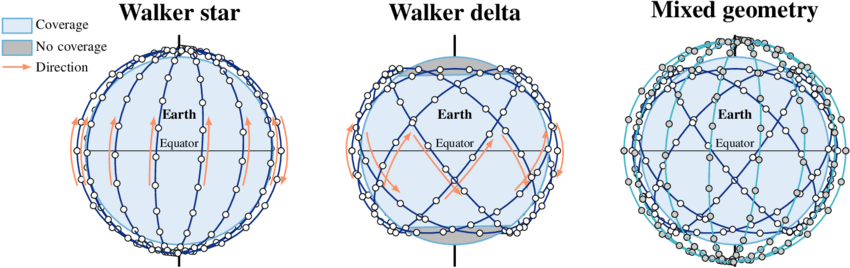 Walker star
Walker delta
Mixed geometry
Coverage
No coverage
Direction
Earth
Equator
Earth
Equator
Earth
Equator